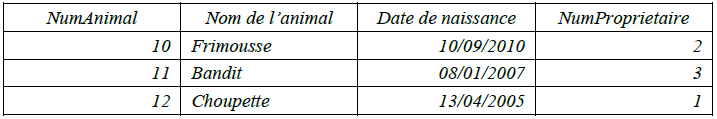 NumAnimal Nom de l’animal Date de naissance NumProprietaire
10 Frimousse 10/09/2010 2
11 Bandit 08/01/2007 3
12 Choupette 13/04/2005 1